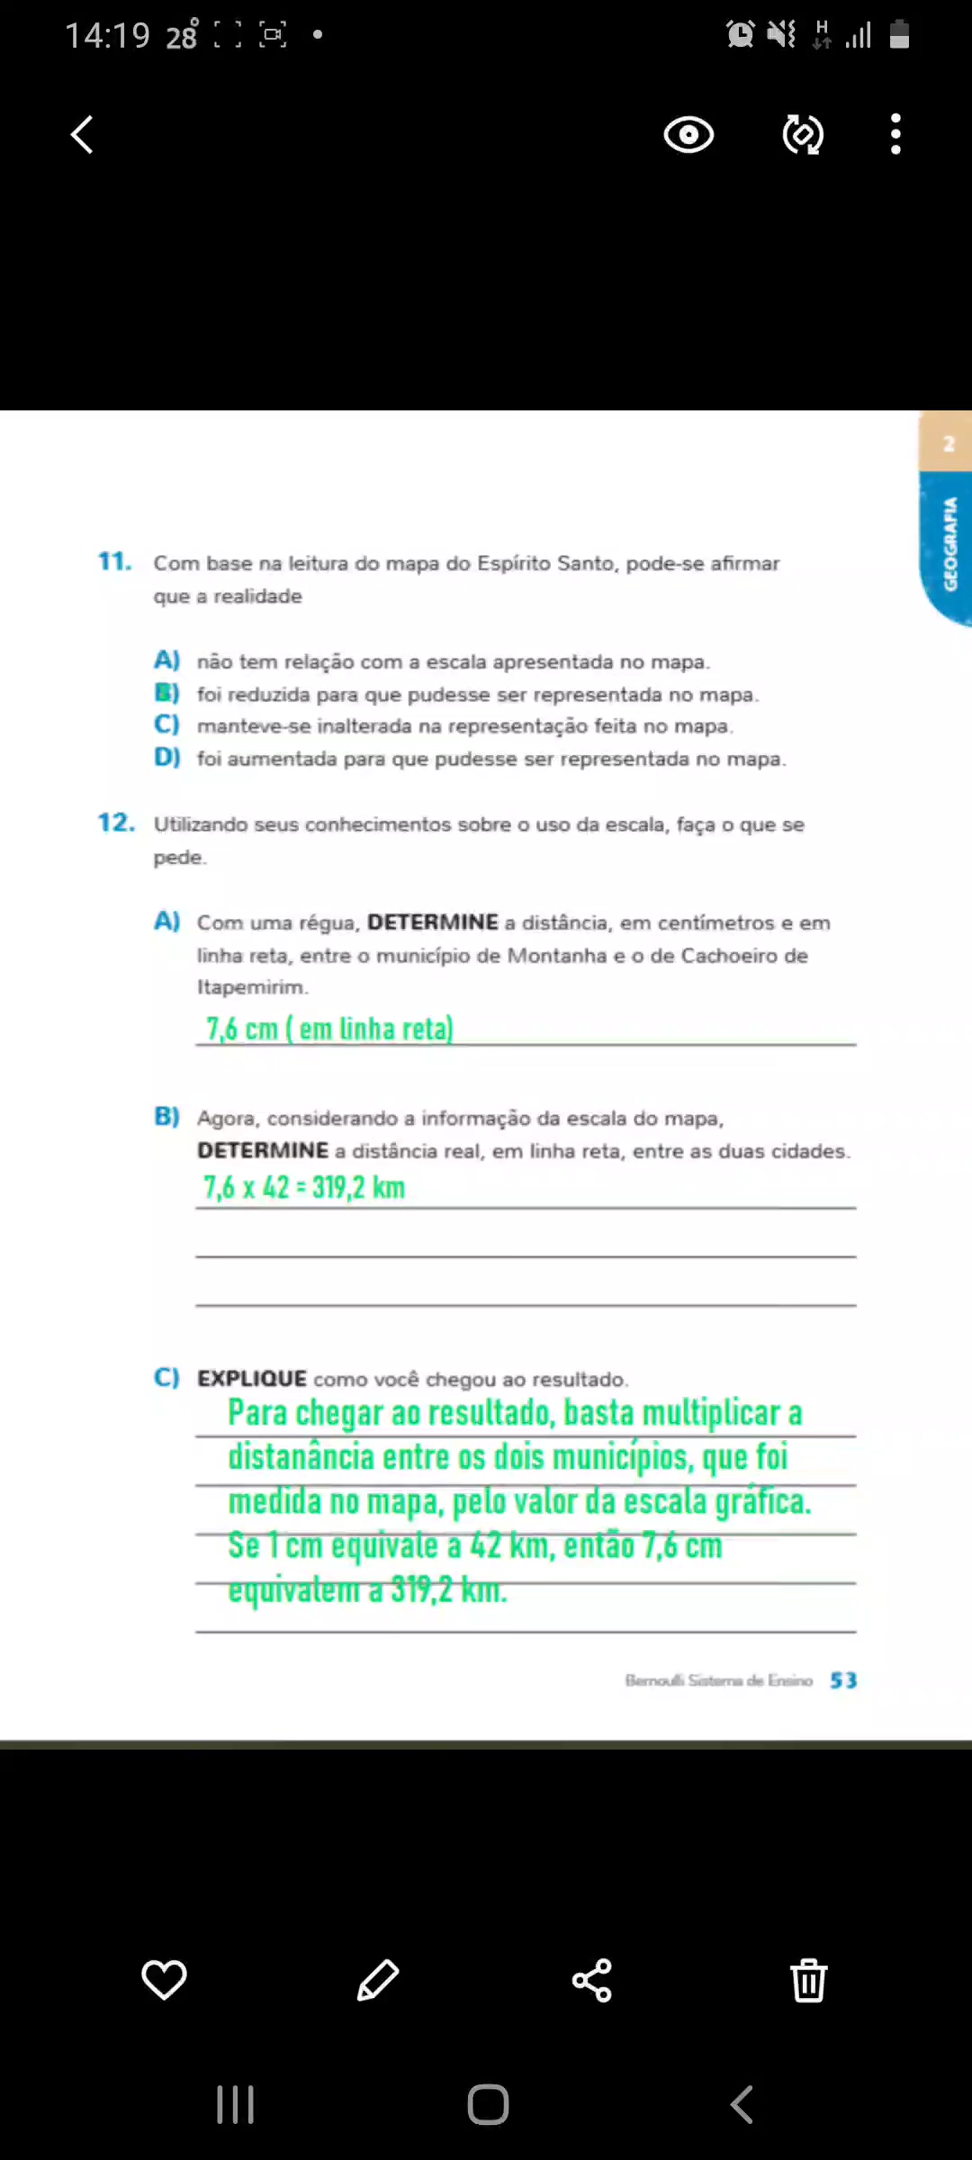 14:19 28°
2
GEOGRAFIA
11. Com base na leitura do mapa do Espírito Santo, pode-se afirmar
que a realidade
A) não tem relação com a escala apresentada no mapa.
B) foi reduzida para que pudesse ser representada no mapa.
C) manteve-se inalterada na representação feita no mapa.
D) foi aumentada para que pudesse ser representada no mapa.
12. Utilizando seus conhecimentos sobre o uso da escala, faça o que se
pede.
A) Com uma régua, DETERMINE a distância, em centímetros e em
linha reta, entre o município de Montanha e o de Cachoeiro de
Itapemirim.
7,6 cm ( em linha reta)
B) Agora, considerando a informação da escala do mapa,
DETERMINE a distância real, em linha reta, entre as duas cidades.
7,6 x 42 = 319,2 km
C) EXPLIQUE como você chegou ao resultado.
Para chegar ao resultado, basta multiplicar a
distanância entre os dois municípios, que foi
medida no mapa, pelo valor da escala gráfica.
Se 1 cm equivale a 42 km, então 7,6 cm
equivalem a 319,2 km.
Bernoulli Sistema de Ensino 53